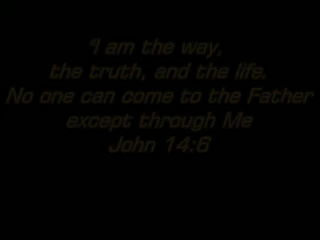 "I am the way,
the truth, and the life.
No one can come to the Father
except through Me
John 14:6